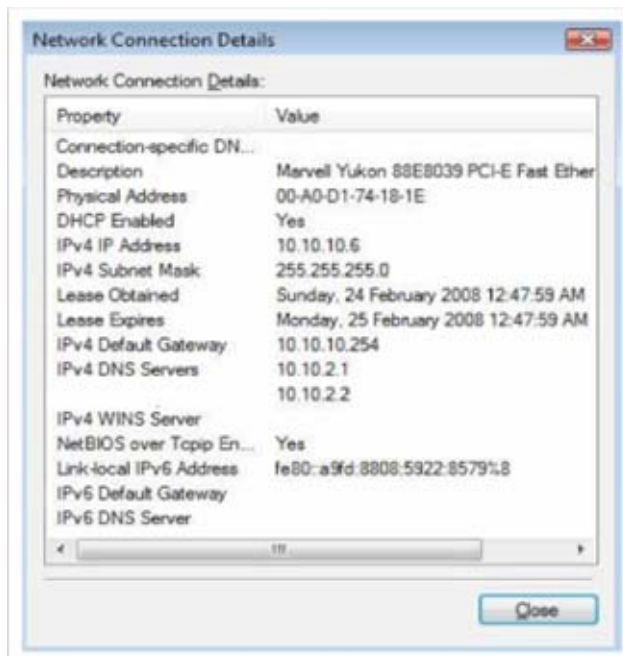 Network Connection Details
Network Connection Details:
Property Value
Connection-specific DN...
Description Marvell Yukon 88E8039 PCI-E Fast Ether
Physical Address 00-A0-D1-74-18-1E
DHCP Enabled Yes
IPv4 IP Address 10.10.10.6
IPv4 Subnet Mask 255.255.255.0
Lease Obtained Sunday, 24 February 2008 12:47:59 AM
Lease Expires Monday, 25 February 2008 12:47:59 AM
IPv4 Default Gateway 10.10.10.254
IPv4 DNS Servers 10.10.2.1
10.10.2.2
IPv4 WINS Server
NetBIOS over Tcpip En... Yes
Link-local IPv6 Address fe80::a9fd:8808:5922:8579%8
IPv6 Default Gateway
IPv6 DNS Server
Close